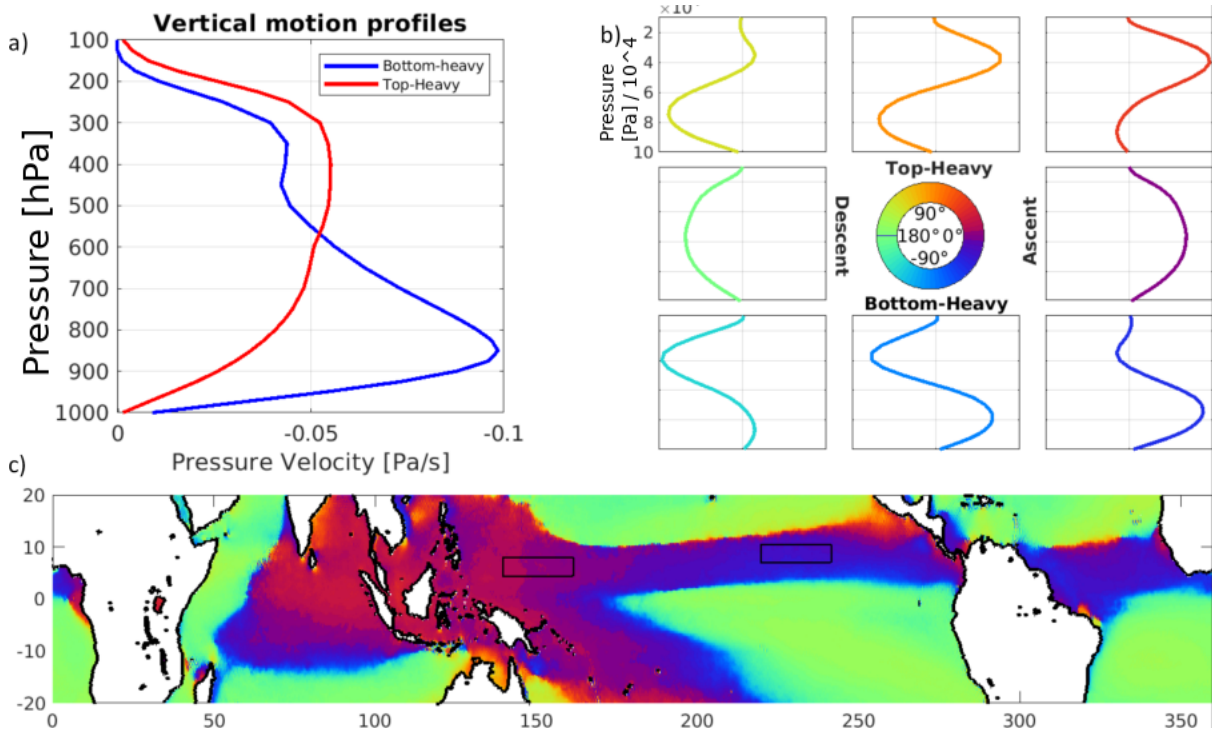 a)
Vertical motion profiles
Bottom-heavy
Top-Heavy
Pressure [hPa]
100
200
300
400
500
600
700
800
900
1000
0 -0.05 -0.1
Pressure Velocity [Pa/s]
b)
Pressure
[Pa] / 10^4
2
4
6
8
10
Top-Heavy
Descent
90°
180° 0°
-90°
Ascent
Bottom-Heavy
c)
20
10
0
-10
-20
0 50 100 150 200 250 300 350